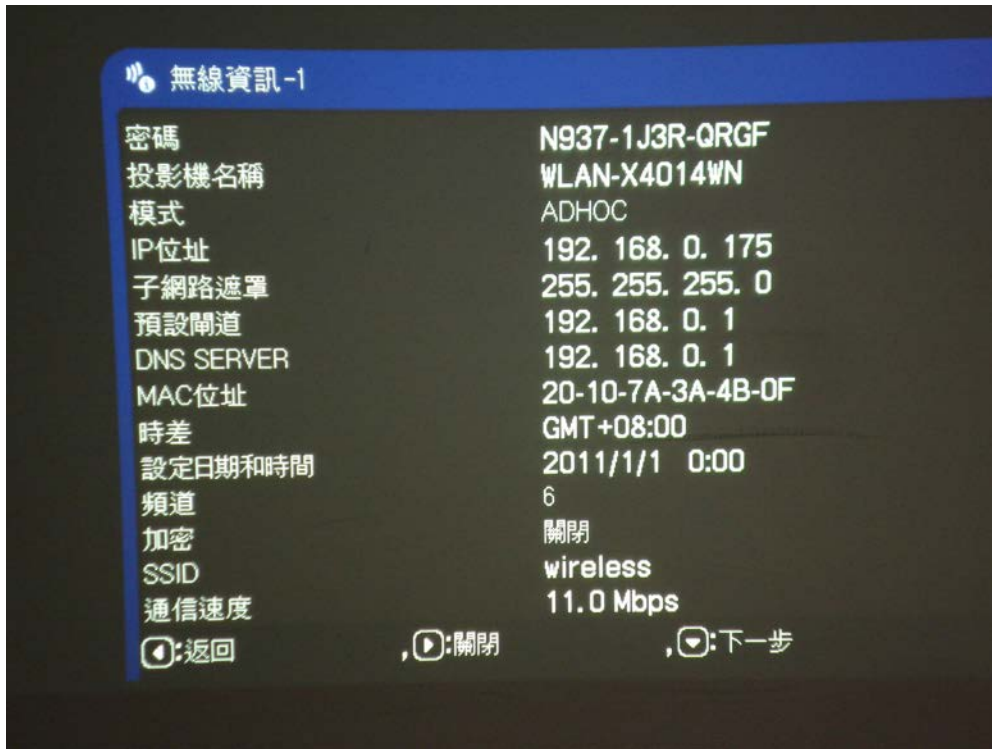 無線資訊-1
密碼 N937-1J3R-QRGF
投影機名稱 WLAN-X4014WN
模式 ADHOC
IP位址 192. 168. 0. 175
子網路遮罩 255. 255. 255. 0
預設閘道 192. 168. 0. 1
DNS SERVER 192. 168. 0. 1
MAC位址 20-10-7A-3A-4B-0F
時差 GMT+08:00
設定日期和時間 2011/1/1 0:00
頻道 6
加密 關閉
SSID wireless
通信速度 11.0 Mbps
:返回 ,:關閉 ,:下一步